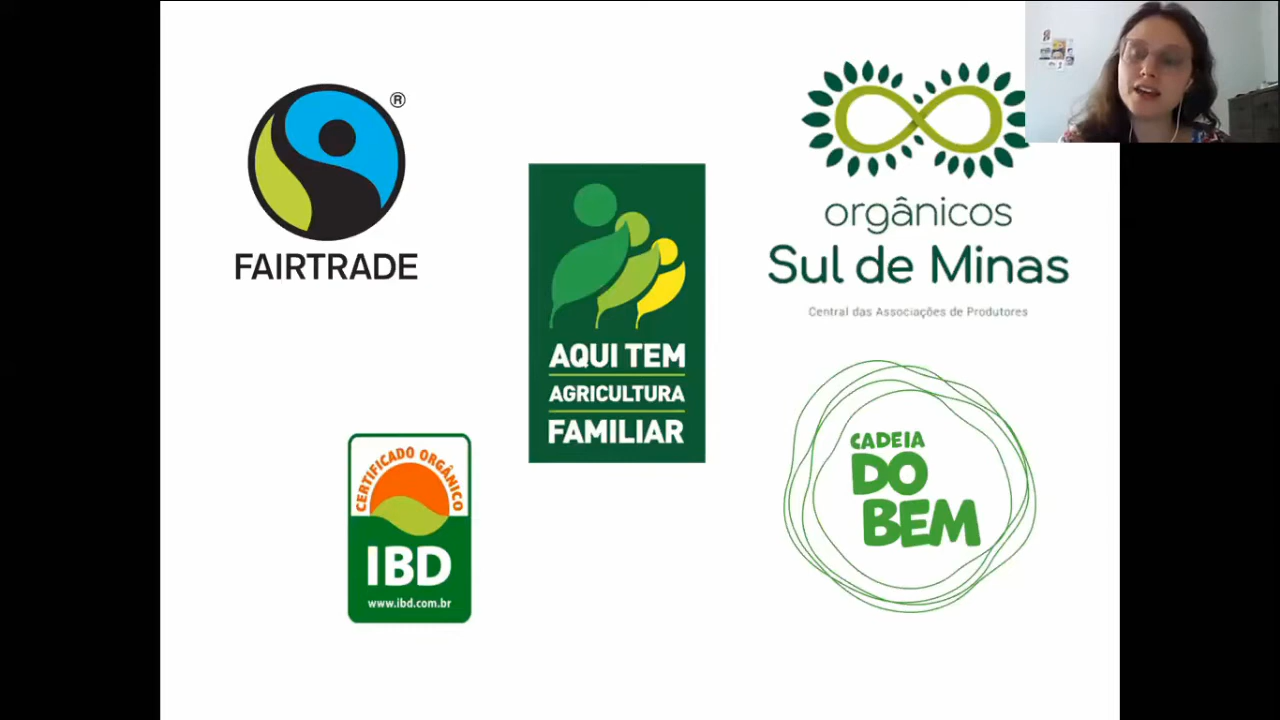 ®
FAIRTRADE
AQUI TEM
AGRICULTURA
FAMILIAR
orgânicos
Sul de Minas
Central das Associações de Produtores
CERTIFICADO ORGÂNICO
IBD
www.ibd.com.br
CADEIA
DO
BEM